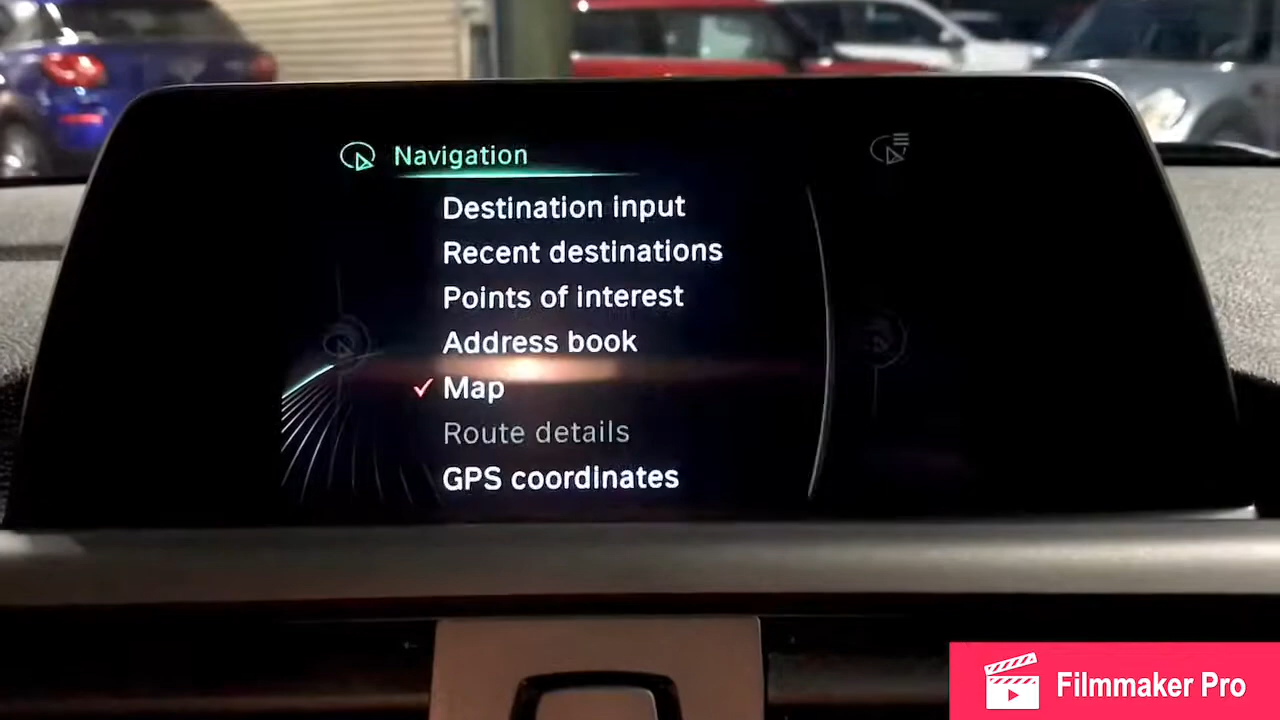 Navigation
Destination input
Recent destinations
Points of interest
Address book
Map
Route details
GPS coordinates
Filmmaker Pro